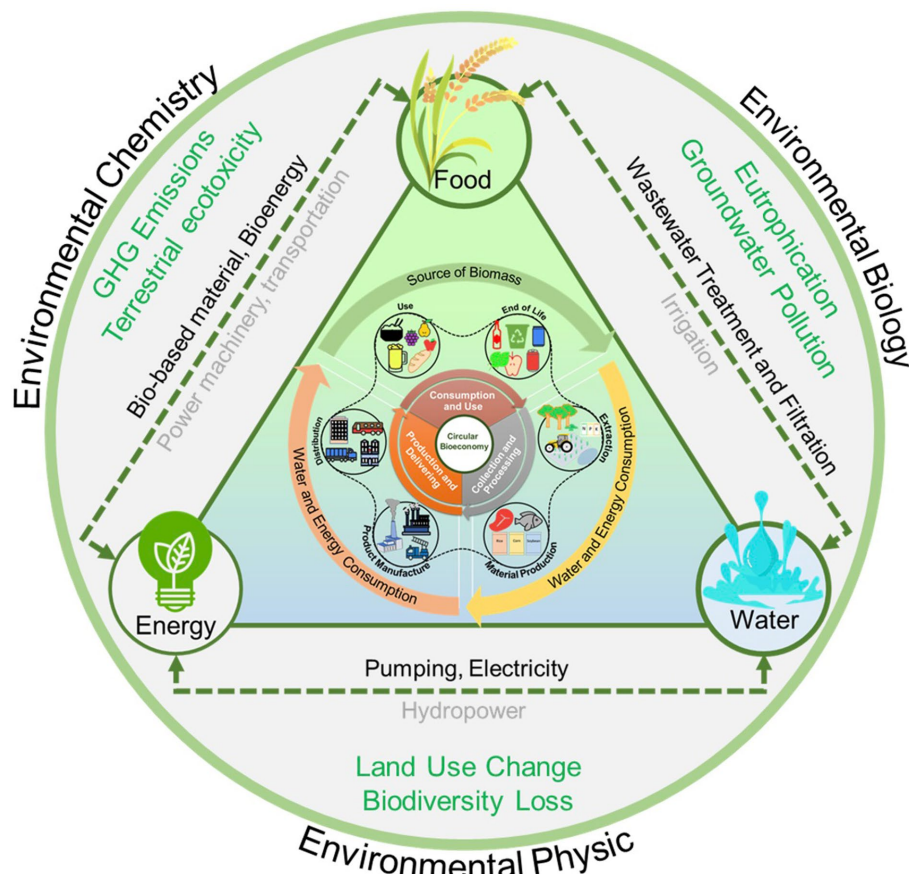 Environmental Chemistry
GHG Emissions
Terrestrial ecotoxicity
Bio-based material, Bioenergy
Power machinery, transportation
Environmental Biology
Eutrophication
Groundwater Pollution
Wastewater Treatment and Filtration
Irrigation
Food
Source of Biomass
Use
End of Life
Distribution
Extraction
Product Manufacture
Material Production
Consumption
and Use
Production and
Delivering
Collection and
Processing
Circular
Bioeconomy
Water and Energy Consumption
Water and Energy Consumption
Energy
Water
Pumping, Electricity
Hydropower
Land Use Change
Biodiversity Loss
Environmental Physic